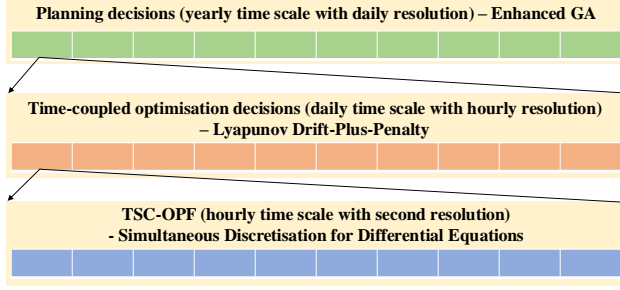 Planning decisions (yearly time scale with daily resolution) – Enhanced GA
Time-coupled optimisation decisions (daily time scale with hourly resolution)
– Lyapunov Drift-Plus-Penalty
TSC-OPF (hourly time scale with second resolution)
- Simultaneous Discretisation for Differential Equations